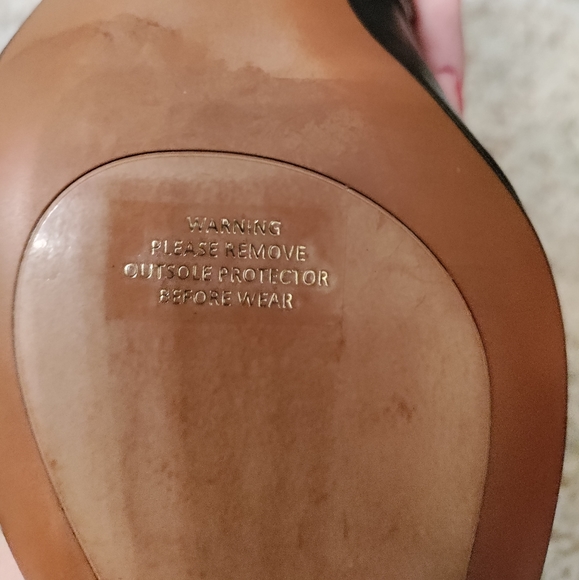 WARNING
PLEASE REMOVE
OUTSOLE PROTECTOR
BEFORE WEAR